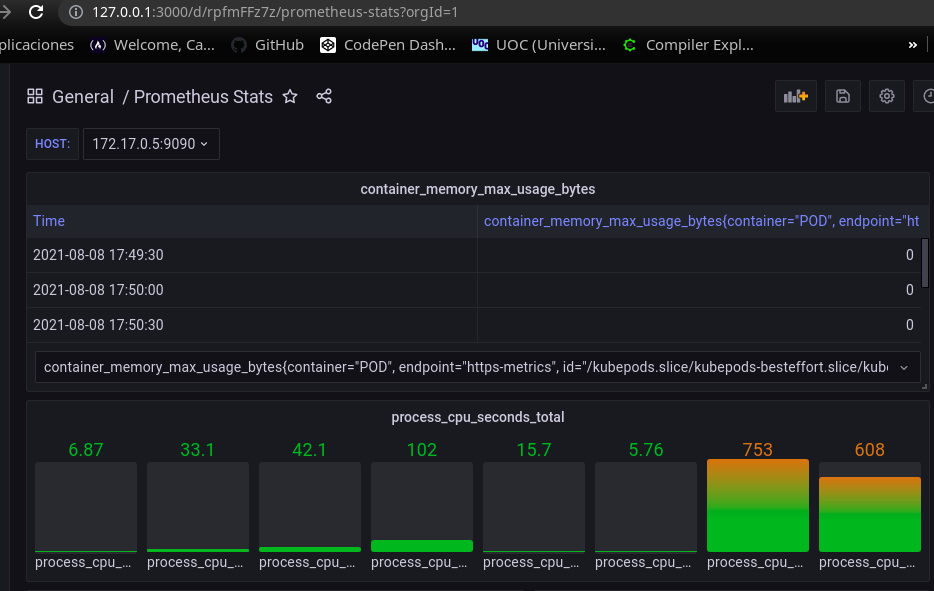 127.0.0.1:3000/d/rpfmFFz7z/prometheus-stats?orgId=1
plicaciones Welcome, Ca... GitHub CodePen Dash... UOC UOC (Universi... Compiler Expl... »
General / Prometheus Stats
HOST: 172.17.0.5:9090
container_memory_max_usage_bytes
Time container_memory_max_usage_bytes{container="POD", endpoint="ht
2021-08-08 17:49:30 0
2021-08-08 17:50:00 0
2021-08-08 17:50:30 0
container_memory_max_usage_bytes{container="POD", endpoint="https-metrics", id="/kubepods.slice/kubepods-besteffort.slice/kub
process_cpu_seconds_total
6.87 33.1 42.1 102 15.7 5.76 753 608
process_cpu_... process_cpu_... process_cpu_... process_cpu_... process_cpu_... process_cpu_... process_cpu_... process_cpu_...